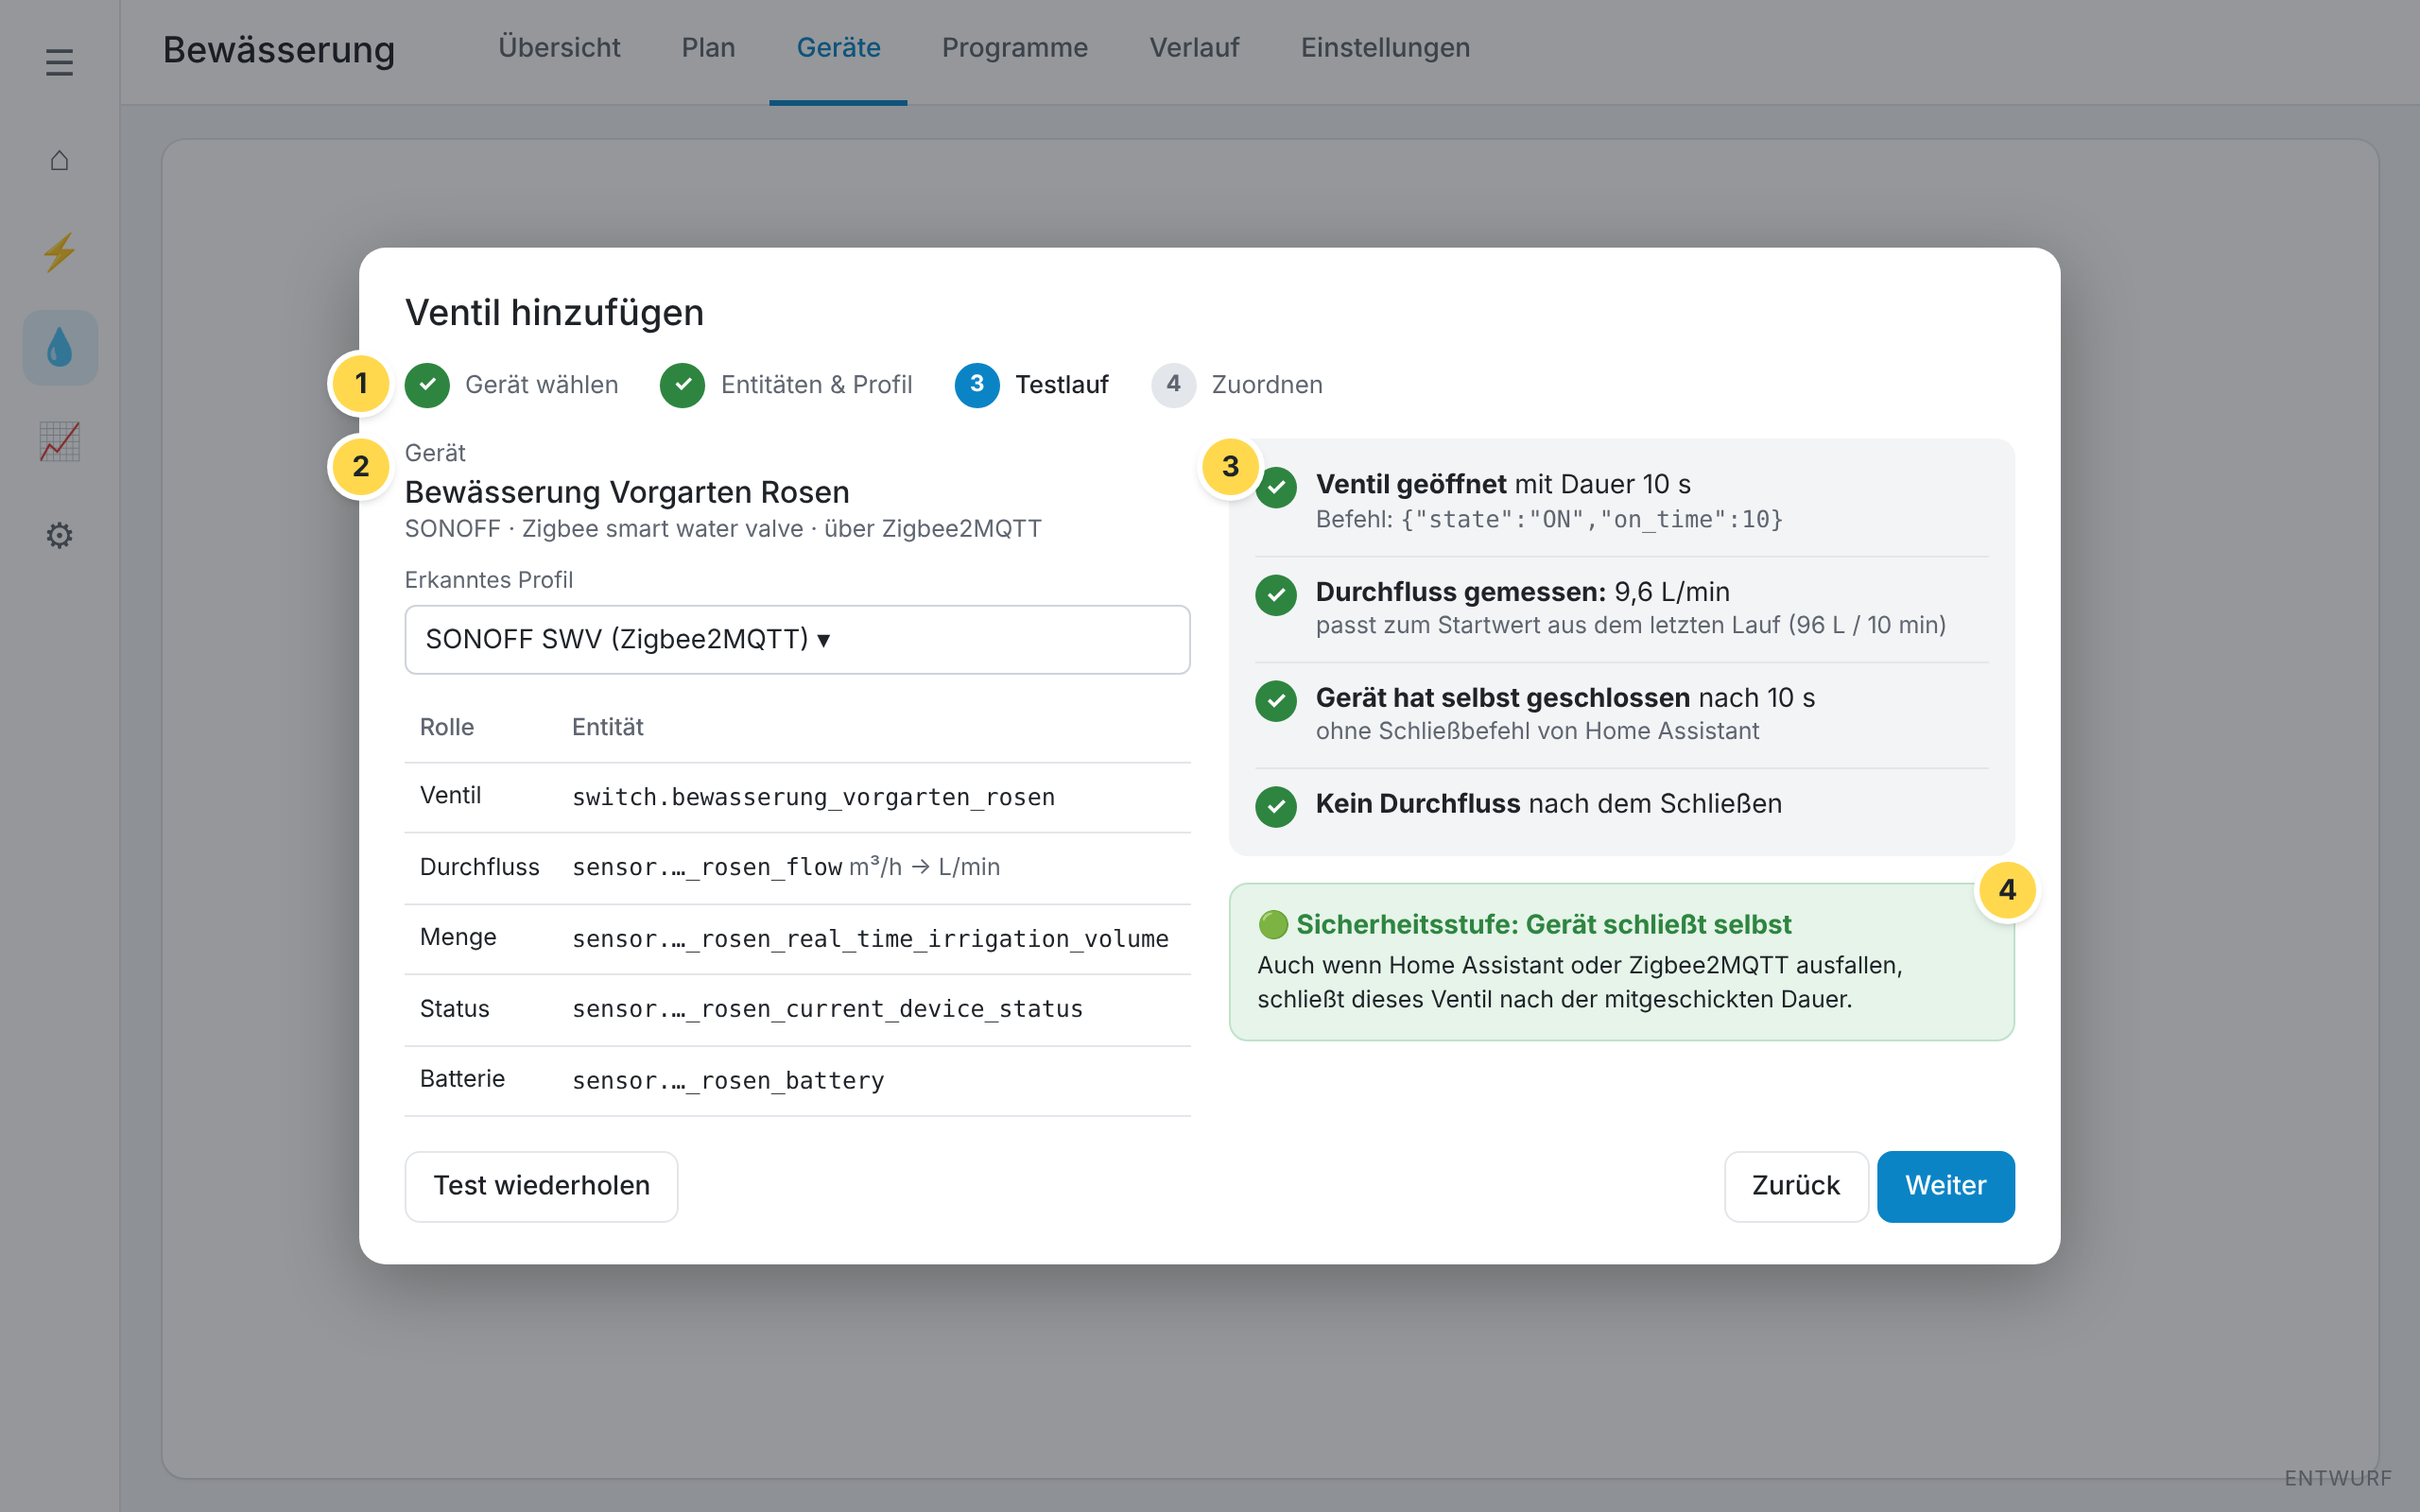 Bewässerung
Übersicht Plan Geräte Programme Verlauf Einstellungen
Ventil hinzufügen
1 Gerät wählen Entitäten & Profil 3 Testlauf 4 Zuordnen
2 Gerät
Bewässerung Vorgarten Rosen
SONOFF · Zigbee smart water valve · über Zigbee2MQTT
Erkanntes Profil
SONOFF SWV (Zigbee2MQTT) ▾
Rolle Entität
Ventil switch.bewasserung_vorgarten_rosen
Durchfluss sensor.…_rosen_flow m³/h → L/min
Menge sensor.…_rosen_real_time_irrigation_volume
Status sensor.…_rosen_current_device_status
Batterie sensor.…_rosen_battery
3 Ventil geöffnet mit Dauer 10 s
Befehl: {"state":"ON","on_time":10}
Durchfluss gemessen: 9,6 L/min
passt zum Startwert aus dem letzten Lauf (96 L / 10 min)
Gerät hat selbst geschlossen nach 10 s
ohne Schließbefehl von Home Assistant
Kein Durchfluss nach dem Schließen
4
Sicherheitsstufe: Gerät schließt selbst
Auch wenn Home Assistant oder Zigbee2MQTT ausfallen,
schließt dieses Ventil nach der mitgeschickten Dauer.
Test wiederholen Zurück Weiter
ENTWURF